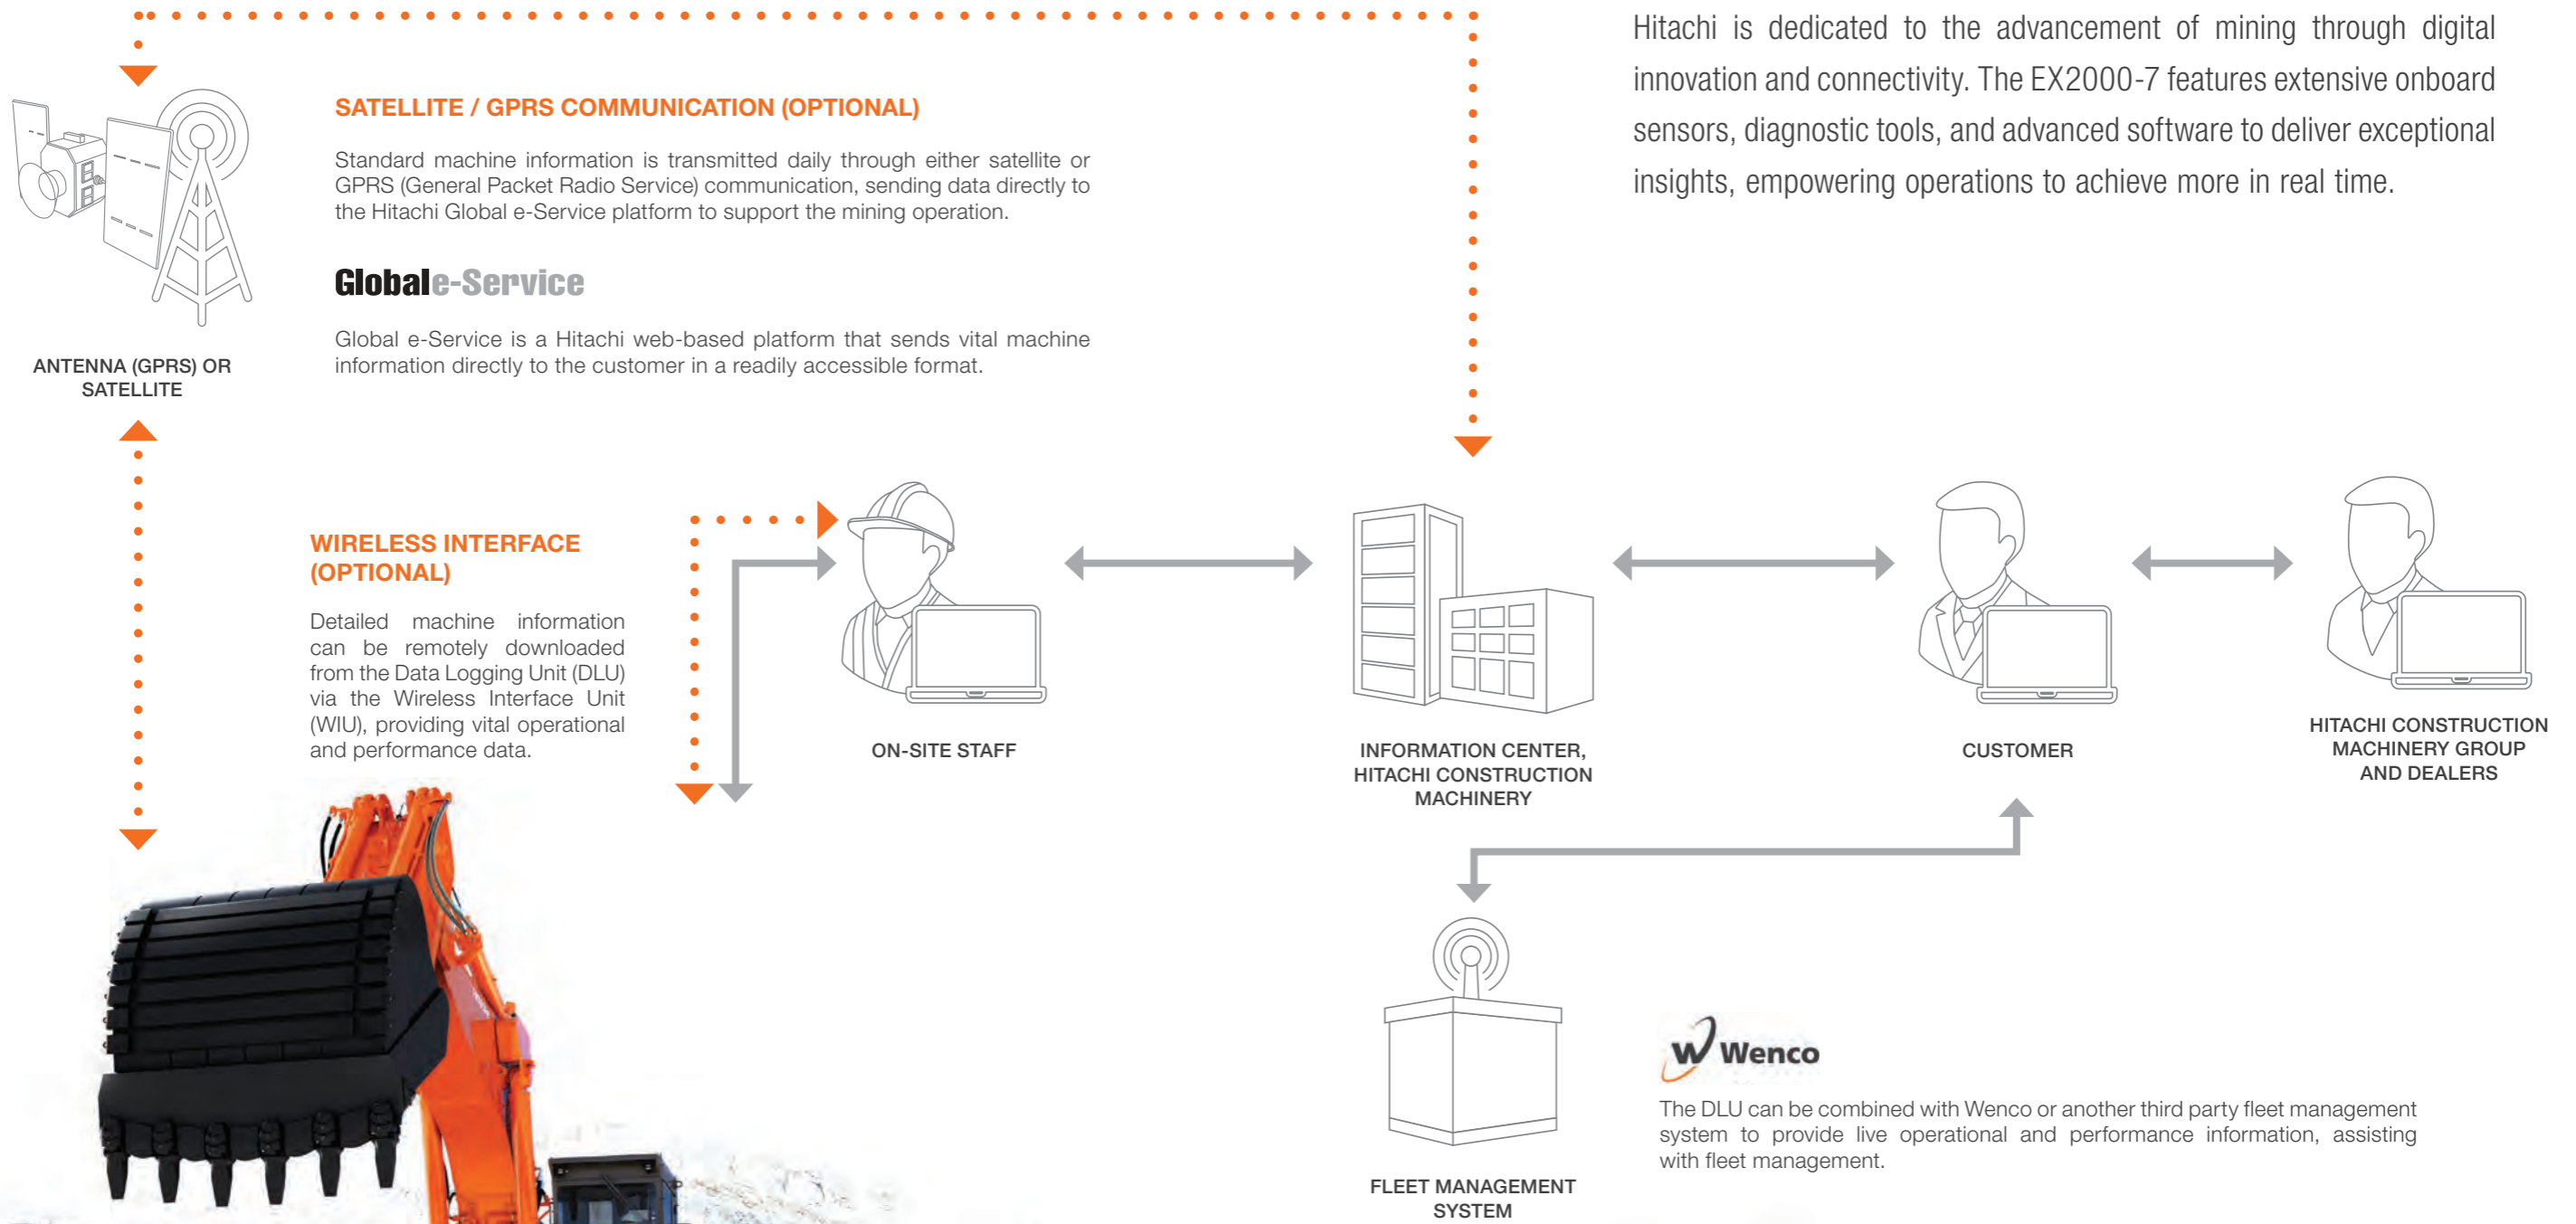 Hitachi is dedicated to the advancement of mining through digital
innovation and connectivity. The EX2000-7 features extensive onboard
sensors, diagnostic tools, and advanced software to deliver exceptional
insights, empowering operations to achieve more in real time.
SATELLITE / GPRS COMMUNICATION (OPTIONAL)
Standard machine information is transmitted daily through either satellite or
GPRS (General Packet Radio Service) communication, sending data directly to
the Hitachi Global e-Service platform to support the mining operation.
Global e-Service
Global e-Service is a Hitachi web-based platform that sends vital machine
information directly to the customer in a readily accessible format.
ANTENNA (GPRS) OR
SATELLITE
WIRELESS INTERFACE
(OPTIONAL)
Detailed machine information
can be remotely downloaded
from the Data Logging Unit (DLU)
via the Wireless Interface Unit
(WIU), providing vital operational
and performance data.
ON-SITE STAFF
INFORMATION CENTER,
HITACHI CONSTRUCTION
MACHINERY
CUSTOMER
HITACHI CONSTRUCTION
MACHINERY GROUP
AND DEALERS
W Wenco
The DLU can be combined with Wenco or another third party fleet management
system to provide live operational and performance information, assisting
with fleet management.
FLEET MANAGEMENT
SYSTEM